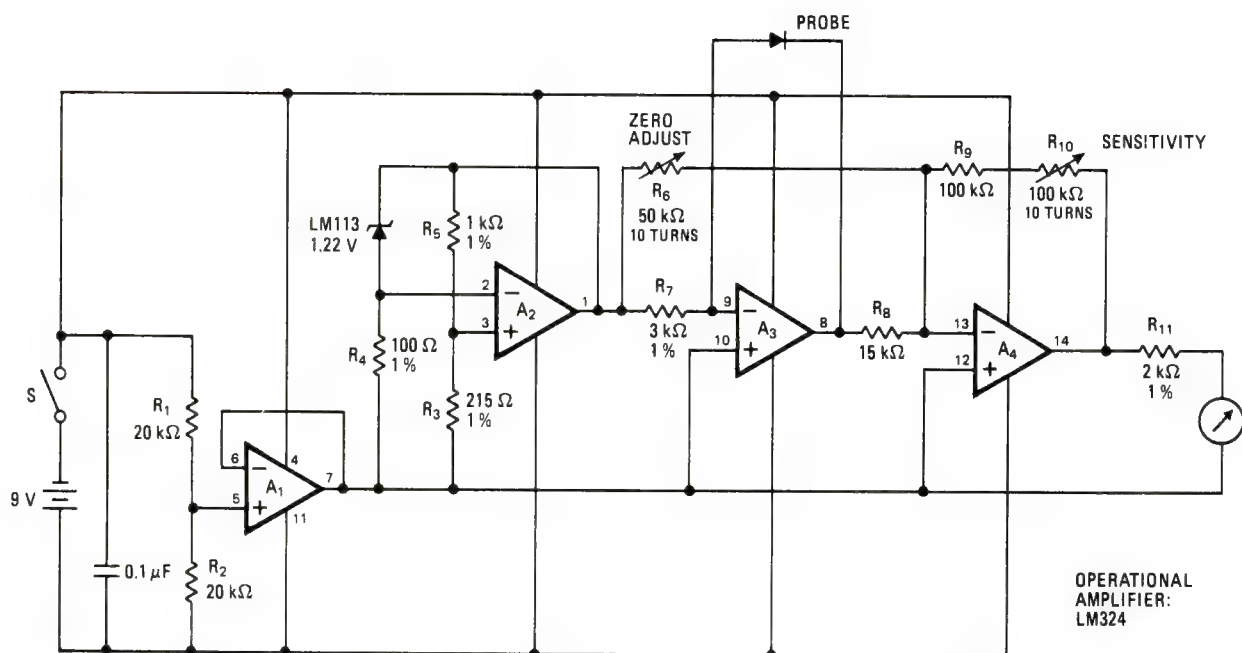 PROBE
ZERO
ADJUST
R6
50 kΩ
10 TURNS
R9
100 kΩ
R10
100 kΩ
10 TURNS
SENSITIVITY
LM113
1.22 V
R5
1 kΩ
1%
2
−
3
+
A2
1
R7
3 kΩ
1%
9
−
10
+
A3
8
R8
15 kΩ
13
−
12
+
A4
14
R11
2 kΩ
1%
R4
100 Ω
1%
R3
215 Ω
1%
S
R1
20 kΩ
6
−
5
+
A1
4
7
11
9 V
0.1 μF
R2
20 kΩ
OPERATIONAL
AMPLIFIER:
LM324